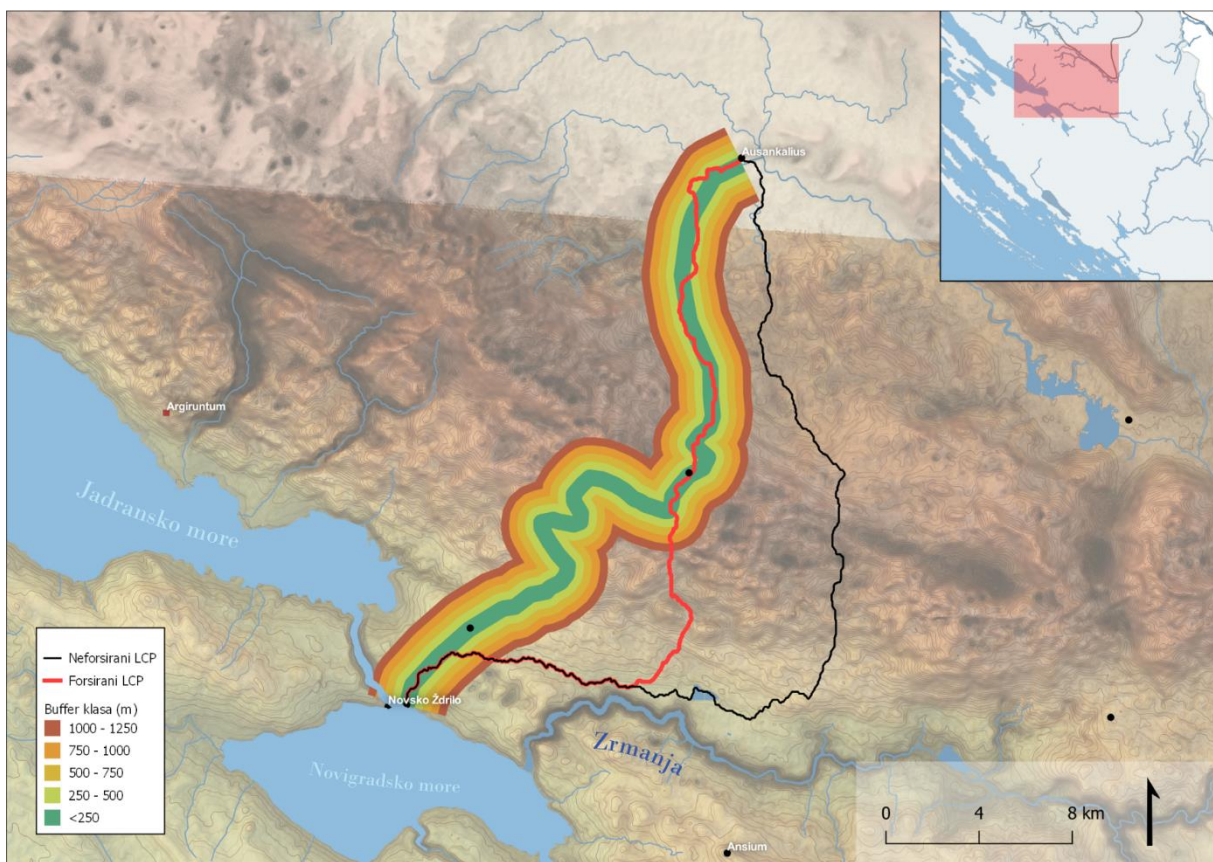 Ausankalius
Argiruntum
Jadransko more
Novsko Ždrilo
Novigradsko more
Zrmanja
Ansium
Neforsirani LCP
Forsirani LCP
Buffer klasa (m)
1000 - 1250
750 - 1000
500 - 750
250 - 500
<250
0 4 8 km